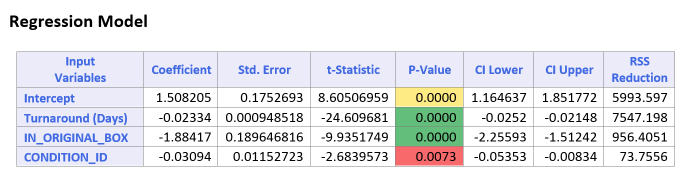 Regression Model
Input Variables Coefficient Std. Error t-Statistic P-Value CI Lower CI Upper RSS Reduction
Intercept 1.508205 0.1752693 8.60506959 0.0000 1.164637 1.851772 5993.597
Turnaround (Days) -0.02334 0.000948518 -24.609681 0.0000 -0.0252 -0.02148 7547.198
IN_ORIGINAL_BOX -1.88417 0.189646816 -9.9351749 0.0000 -2.25593 -1.51242 956.4051
CONDITION_ID -0.03094 0.01152723 -2.6839573 0.0073 -0.05353 -0.00834 73.7556